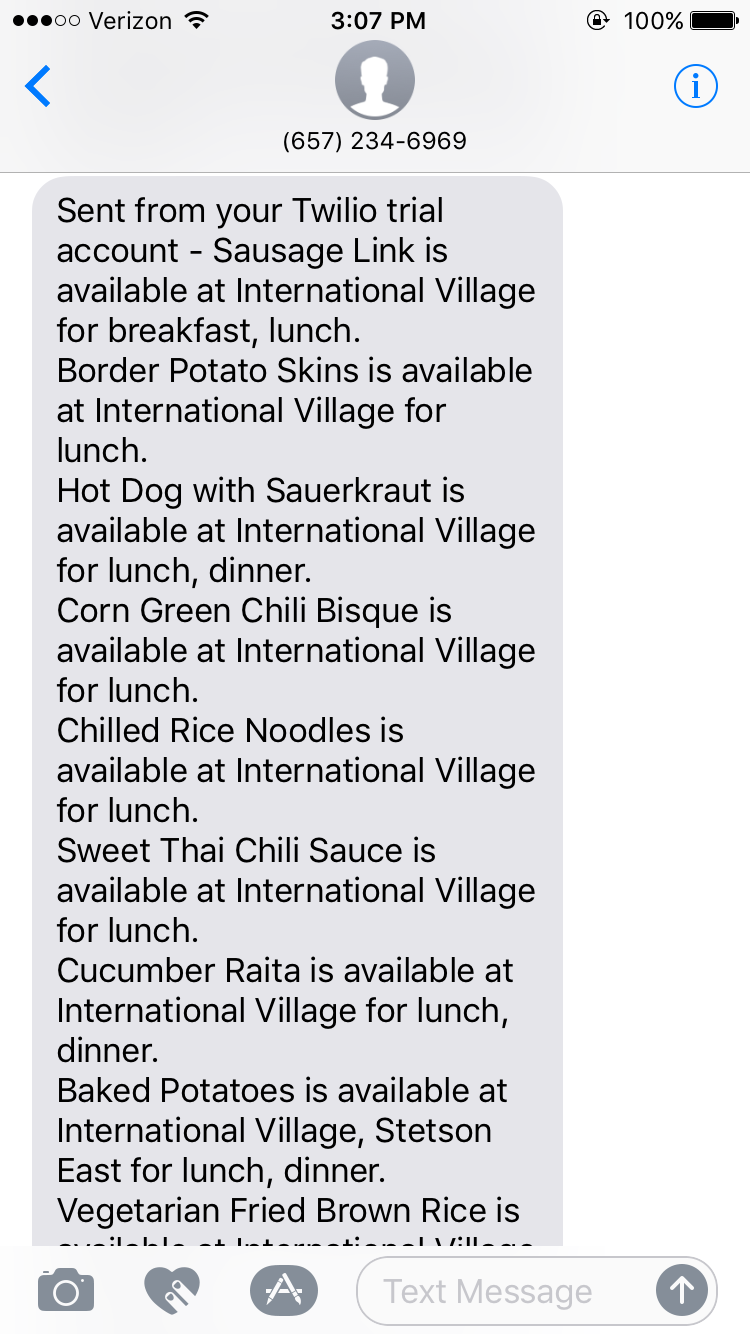 Verizon 3:07 PM 100%
(657) 234-6969
Sent from your Twilio trial
account - Sausage Link is
available at International Village
for breakfast, lunch.
Border Potato Skins is available
at International Village for
lunch.
Hot Dog with Sauerkraut is
available at International Village
for lunch, dinner.
Corn Green Chili Bisque is
available at International Village
for lunch.
Chilled Rice Noodles is
available at International Village
for lunch.
Sweet Thai Chili Sauce is
available at International Village
for lunch.
Cucumber Raita is available at
International Village for lunch,
dinner.
Baked Potatoes is available at
International Village, Stetson
East for lunch, dinner.
Vegetarian Fried Brown Rice is
available at International Village
Text Message